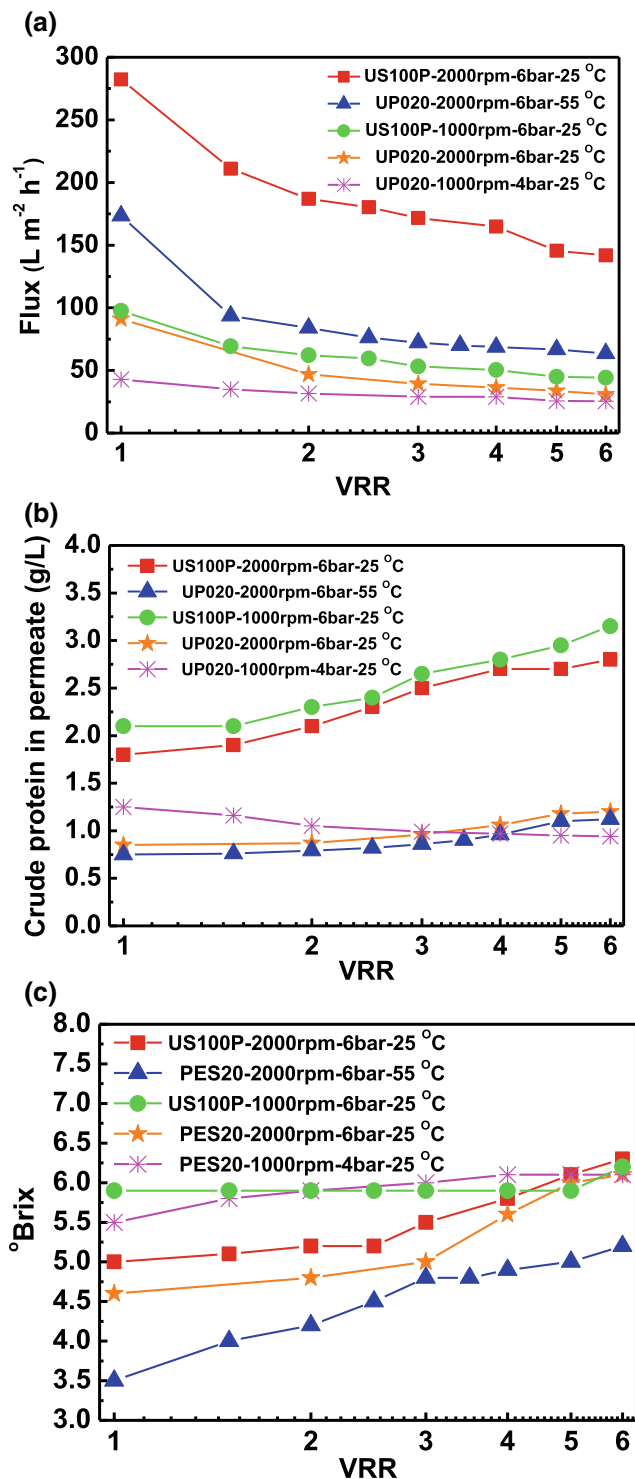 (a)
300
250
200
150
100
50
0
Flux (L m⁻² h⁻¹)
US100P-2000rpm-6bar-25 °C
UP020-2000rpm-6bar-55 °C
US100P-1000rpm-6bar-25 °C
UP020-2000rpm-6bar-25 °C
UP020-1000rpm-4bar-25 °C
1 2 3 4 5 6
VRR
(b)
4.0
3.5
3.0
2.5
2.0
1.5
1.0
0.5
0.0
Crude protein in permeate (g/L)
US100P-2000rpm-6bar-25 °C
UP020-2000rpm-6bar-55 °C
US100P-1000rpm-6bar-25 °C
UP020-2000rpm-6bar-25 °C
UP020-1000rpm-4bar-25 °C
1 2 3 4 5 6
VRR
(c)
8.0
7.5
7.0
6.5
6.0
5.5
5.0
4.5
4.0
3.5
3.0
°Brix
US100P-2000rpm-6bar-25 °C
PES20-2000rpm-6bar-55 °C
US100P-1000rpm-6bar-25 °C
PES20-2000rpm-6bar-25 °C
PES20-1000rpm-4bar-25 °C
1 2 3 4 5 6
VRR